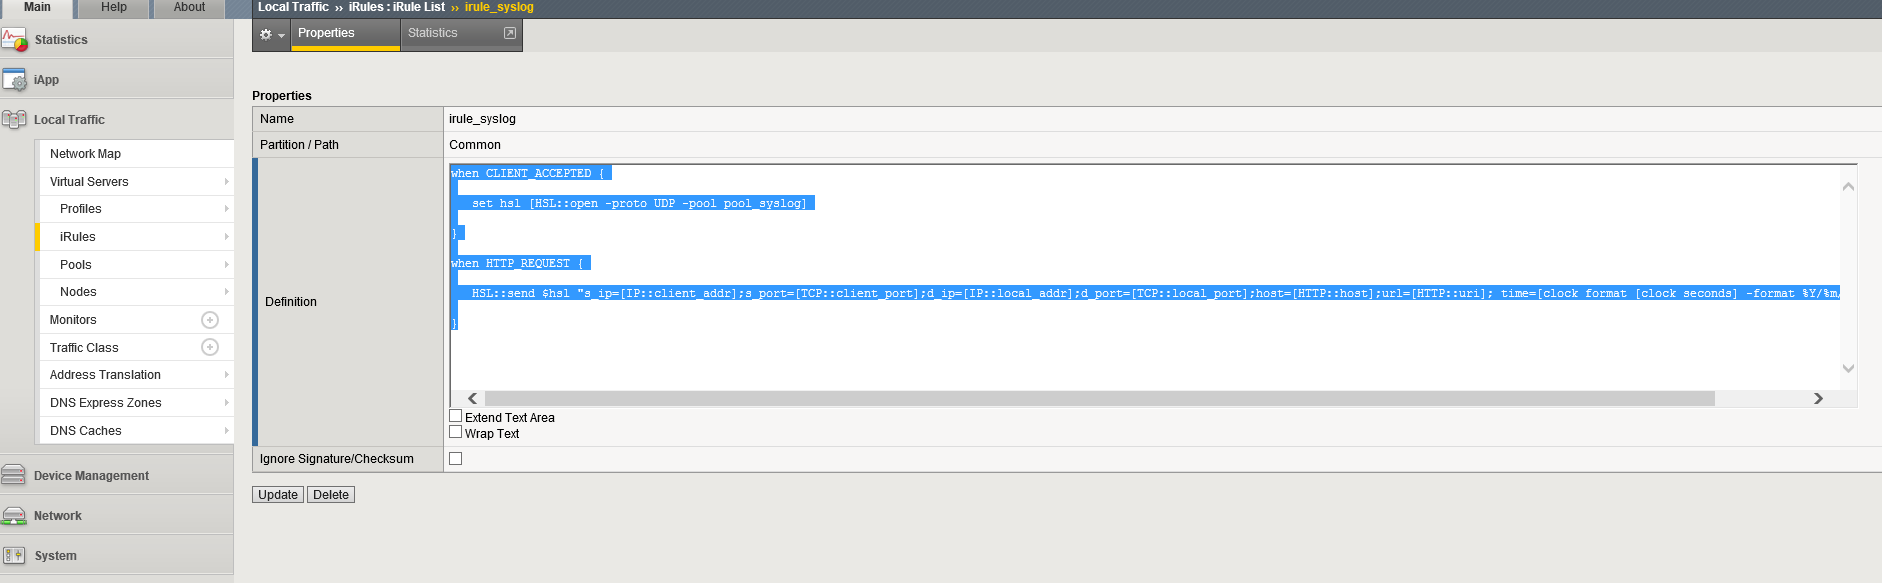 Main Help About
Local Traffic ›› iRules : iRule List ›› irule_syslog
Properties Statistics
Statistics
iApp
Local Traffic
Network Map
Virtual Servers
Profiles
iRules
Pools
Nodes
Monitors
Traffic Class
Address Translation
DNS Express Zones
DNS Caches
Device Management
Network
System
Properties
Name irule_syslog
Partition / Path Common
Definition
when CLIENT_ACCEPTED {
set hsl [HSL::open -proto UDP -pool pool_syslog]
}
when HTTP_REQUEST {
HSL::send $hsl "s_ip=[IP::client_addr];s_port=[TCP::client_port];d_ip=[IP::local_addr];d_port=[TCP::local_port];host=[HTTP::host];url=[HTTP::uri]; time=[clock format [clock seconds] -format %Y/%m/
}
Extend Text Area
Wrap Text
Ignore Signature/Checksum
Update Delete